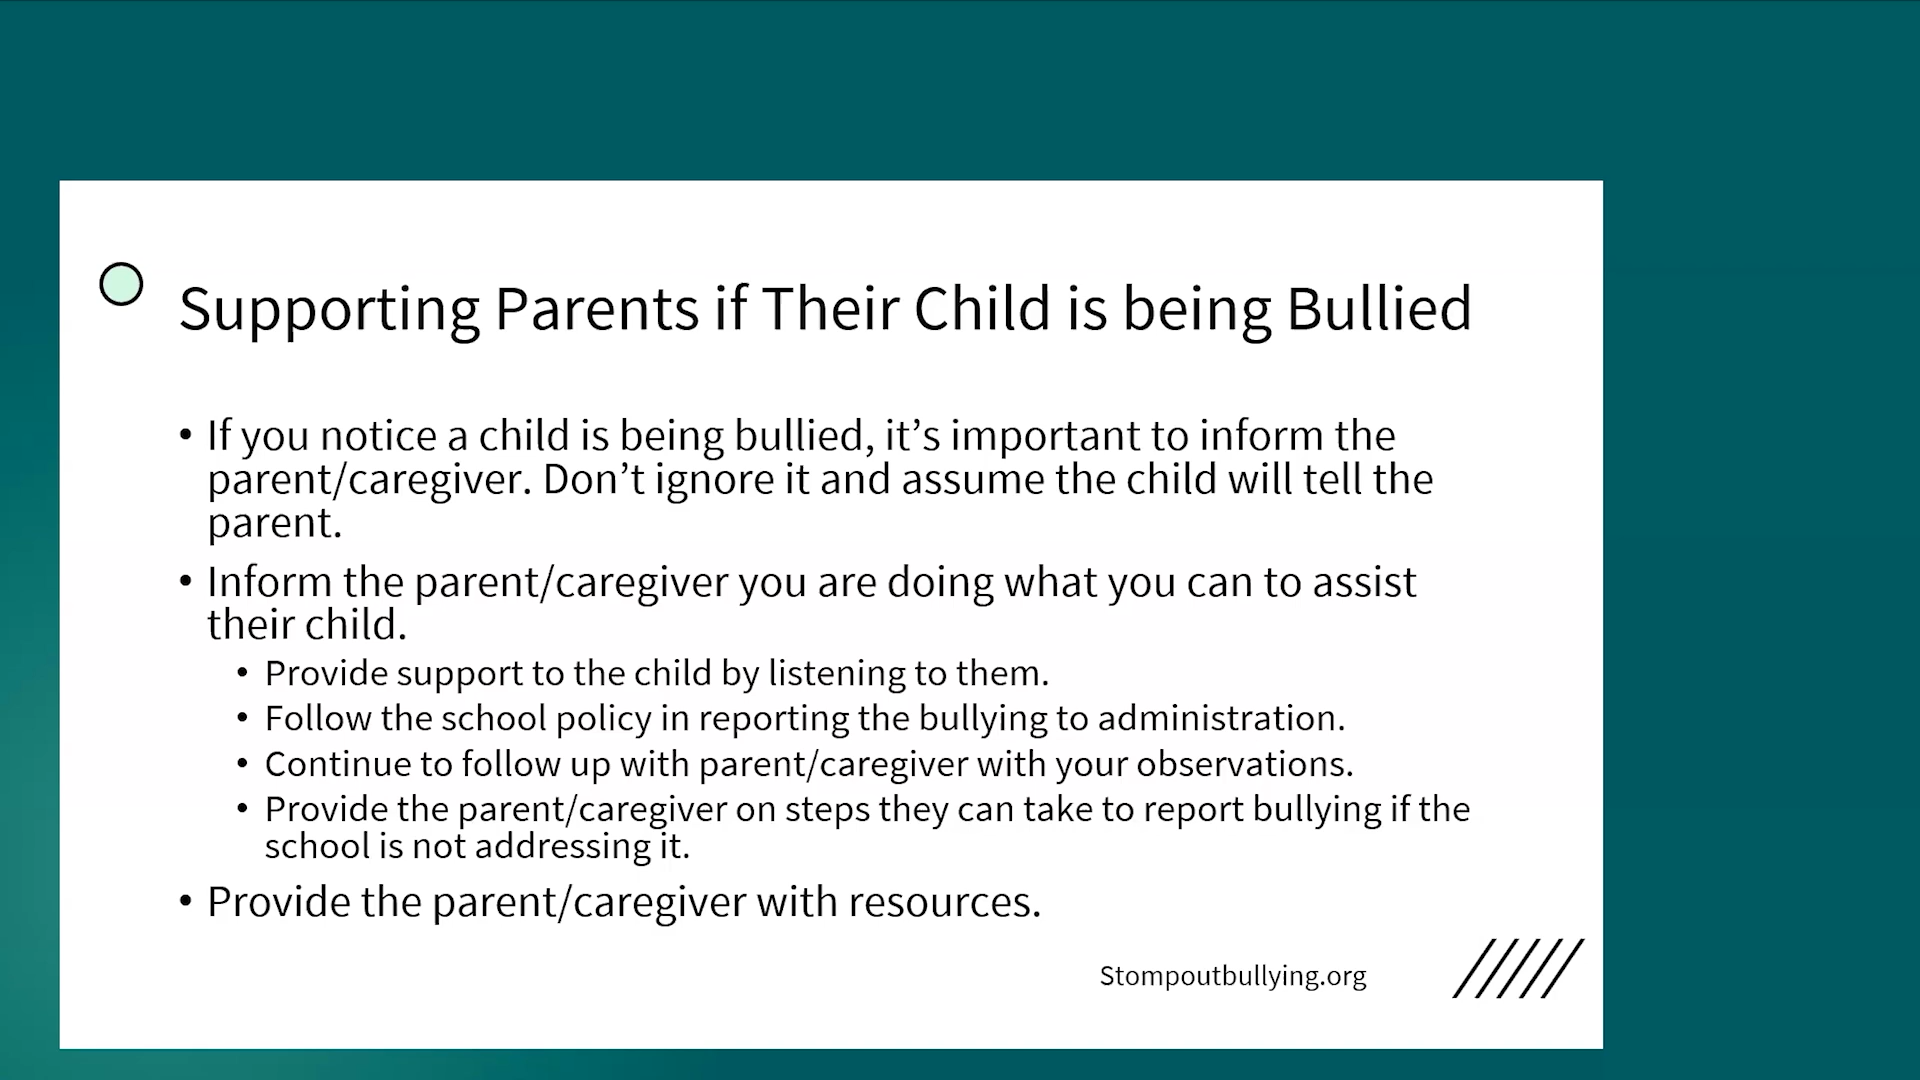 Supporting Parents if Their Child is being Bullied
• If you notice a child is being bullied, it’s important to inform the
parent/caregiver. Don’t ignore it and assume the child will tell the
parent.
• Inform the parent/caregiver you are doing what you can to assist
their child.
• Provide support to the child by listening to them.
• Follow the school policy in reporting the bullying to administration.
• Continue to follow up with parent/caregiver with your observations.
• Provide the parent/caregiver on steps they can take to report bullying if the
school is not addressing it.
• Provide the parent/caregiver with resources.
Stompoutbullying.org